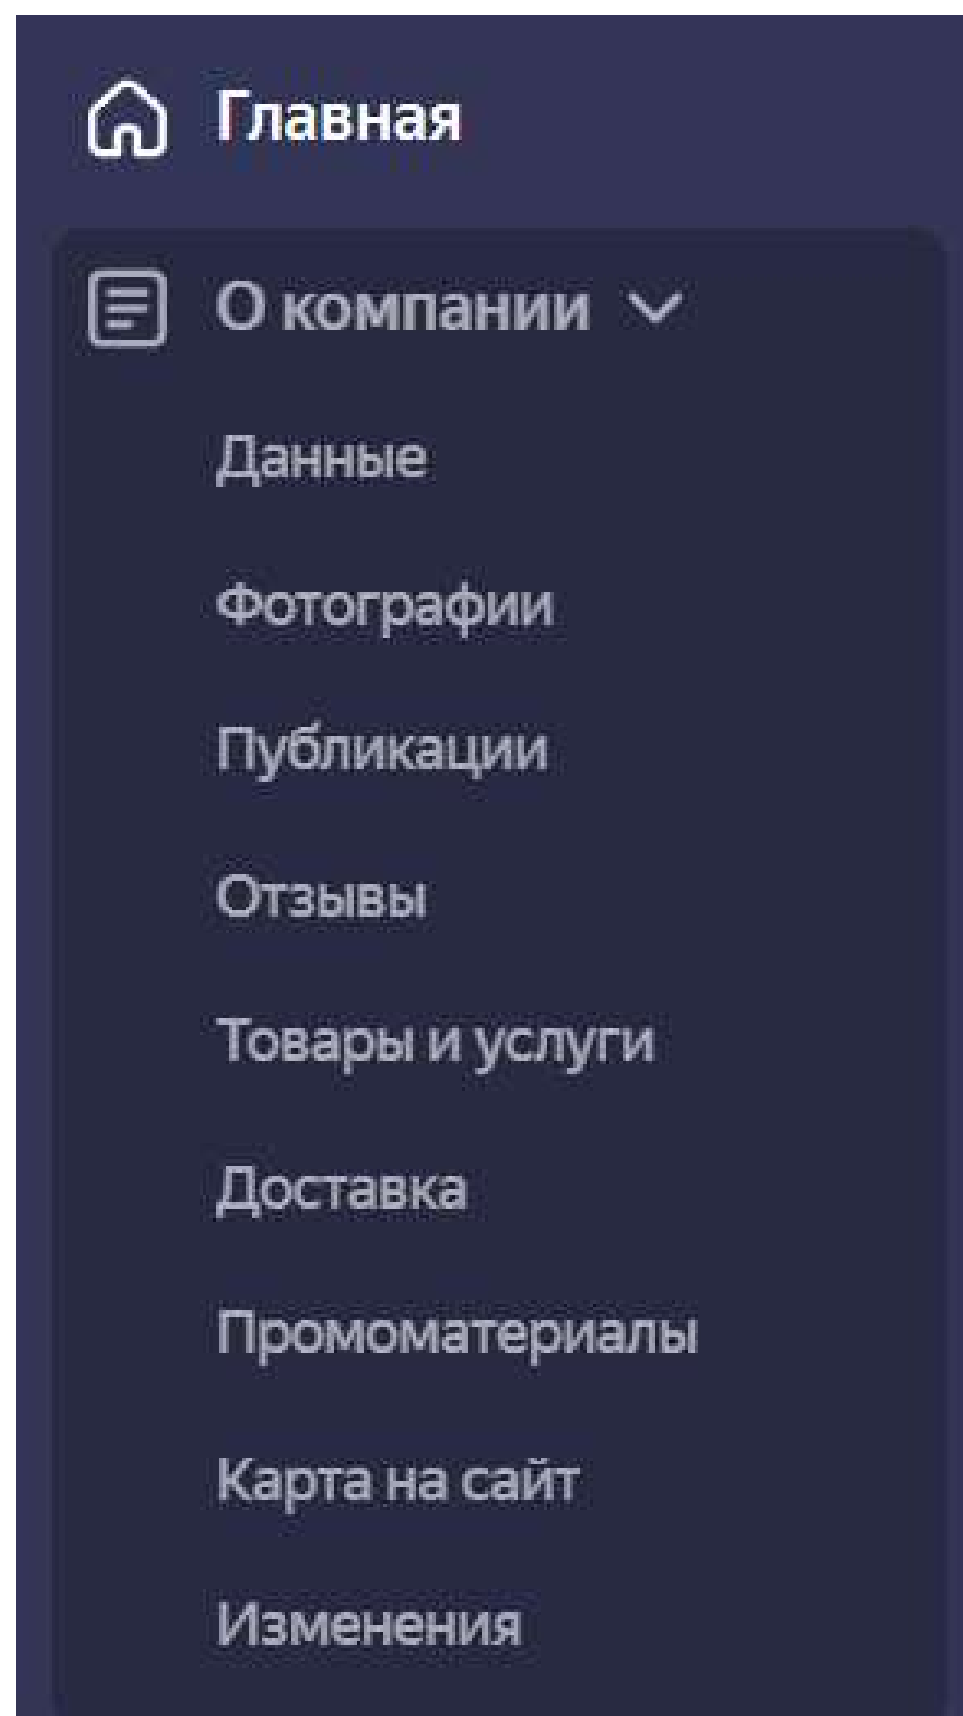 Главная
О компании
Данные
Фотографии
Публикации
Отзывы
Товары и услуги
Доставка
Промоматериалы
Карта на сайт
Изменения